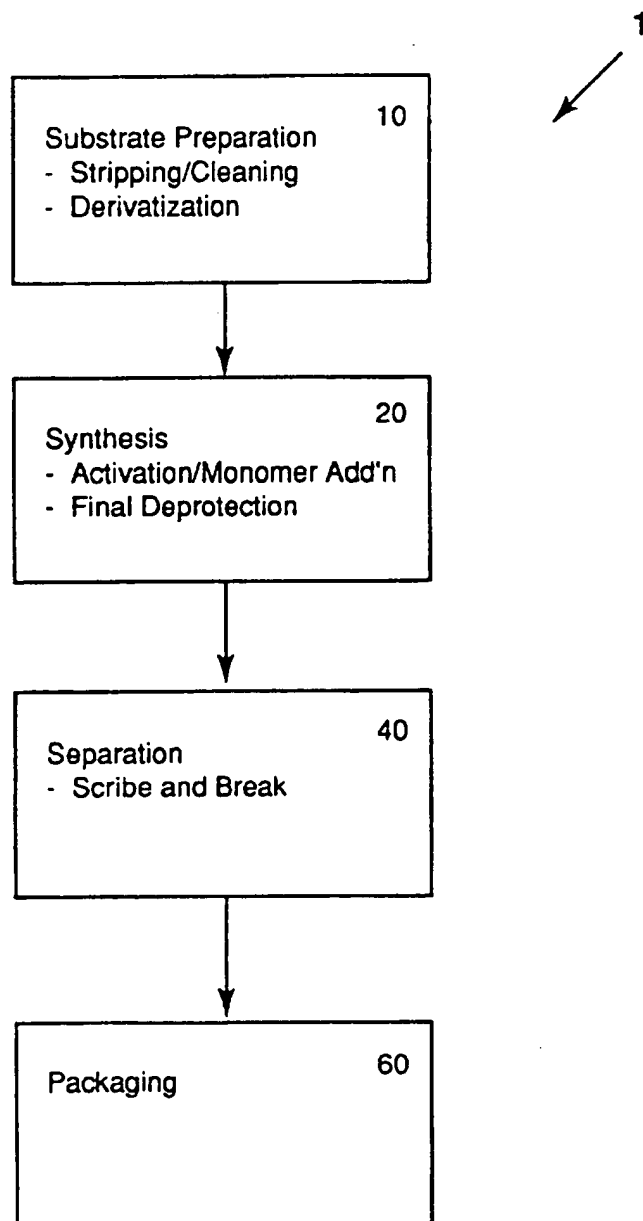 1
10
Substrate Preparation
- Stripping/Cleaning
- Derivatization
20
Synthesis
- Activation/Monomer Add'n
- Final Deprotection
40
Separation
- Scribe and Break
60
Packaging